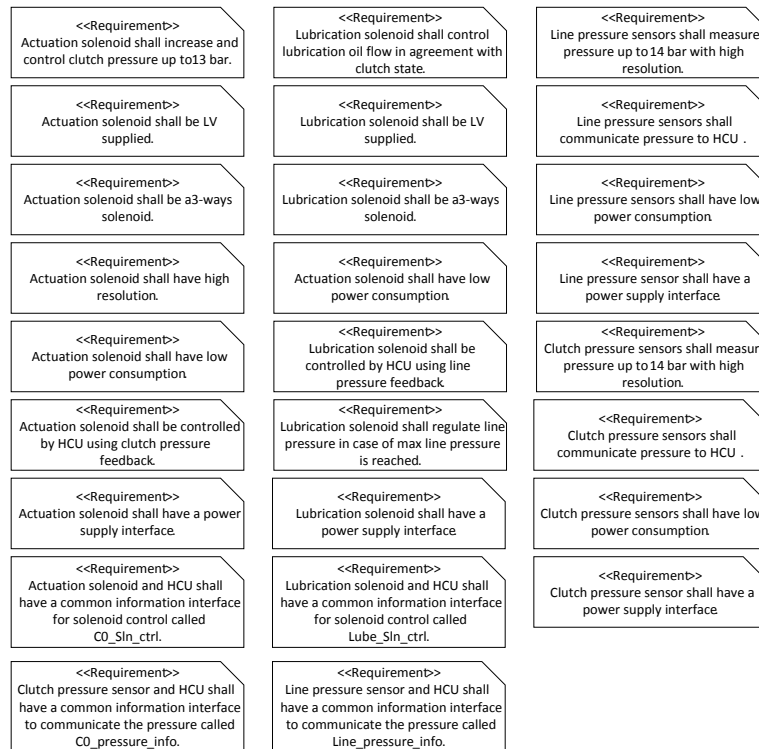 <<Requirement>>
Actuation solenoid shall increase and
control clutch pressure up to13 bar.
<<Requirement>>
Actuation solenoid shall be LV
supplied.
<<Requirement>>
Actuation solenoid shall be a3-ways
solenoid.
<<Requirement>>
Actuation solenoid shall have high
resolution.
<<Requirement>>
Actuation solenoid shall have low
power consumption.
<<Requirement>>
Actuation solenoid shall be controlled
by HCU using clutch pressure
feedback.
<<Requirement>>
Actuation solenoid shall have a power
supply interface.
<<Requirement>>
Actuation solenoid and HCU shall
have a common information interface
for solenoid control called
C0_Sln_ctrl.
<<Requirement>>
Clutch pressure sensor and HCU shall
have a common information interface
to communicate the pressure called
C0_pressure_info.
<<Requirement>>
Lubrication solenoid shall control
lubrication oil flow in agreement with
clutch state.
<<Requirement>>
Lubrication solenoid shall be LV
supplied.
<<Requirement>>
Lubrication solenoid shall be a3-ways
solenoid.
<<Requirement>>
Actuation solenoid shall have low
power consumption.
<<Requirement>>
Lubrication solenoid shall be
controlled by HCU using line
pressure feedback.
<<Requirement>>
Lubrication solenoid shall regulate line
pressure in case of max line pressure
is reached.
<<Requirement>>
Lubrication solenoid shall have a
power supply interface.
<<Requirement>>
Lubrication solenoid and HCU shall
have a common information interface
for solenoid control called
Lube_Sln_ctrl.
<<Requirement>>
Line pressure sensor and HCU shall
have a common information interface
to communicate the pressure called
Line_pressure_info.
<<Requirement>>
Line pressure sensors shall measure
pressure up to 14 bar with high
resolution.
<<Requirement>>
Line pressure sensors shall
communicate pressure to HCU .
<<Requirement>>
Line pressure sensors shall have low
power consumption.
<<Requirement>>
Line pressure sensor shall have a
power supply interface.
<<Requirement>>
Clutch pressure sensors shall measur
pressure up to 14 bar with high
resolution.
<<Requirement>>
Clutch pressure sensors shall
communicate pressure to HCU .
<<Requirement>>
Clutch pressure sensors shall have low
power consumption.
<<Requirement>>
Clutch pressure sensor shall have a
power supply interface.